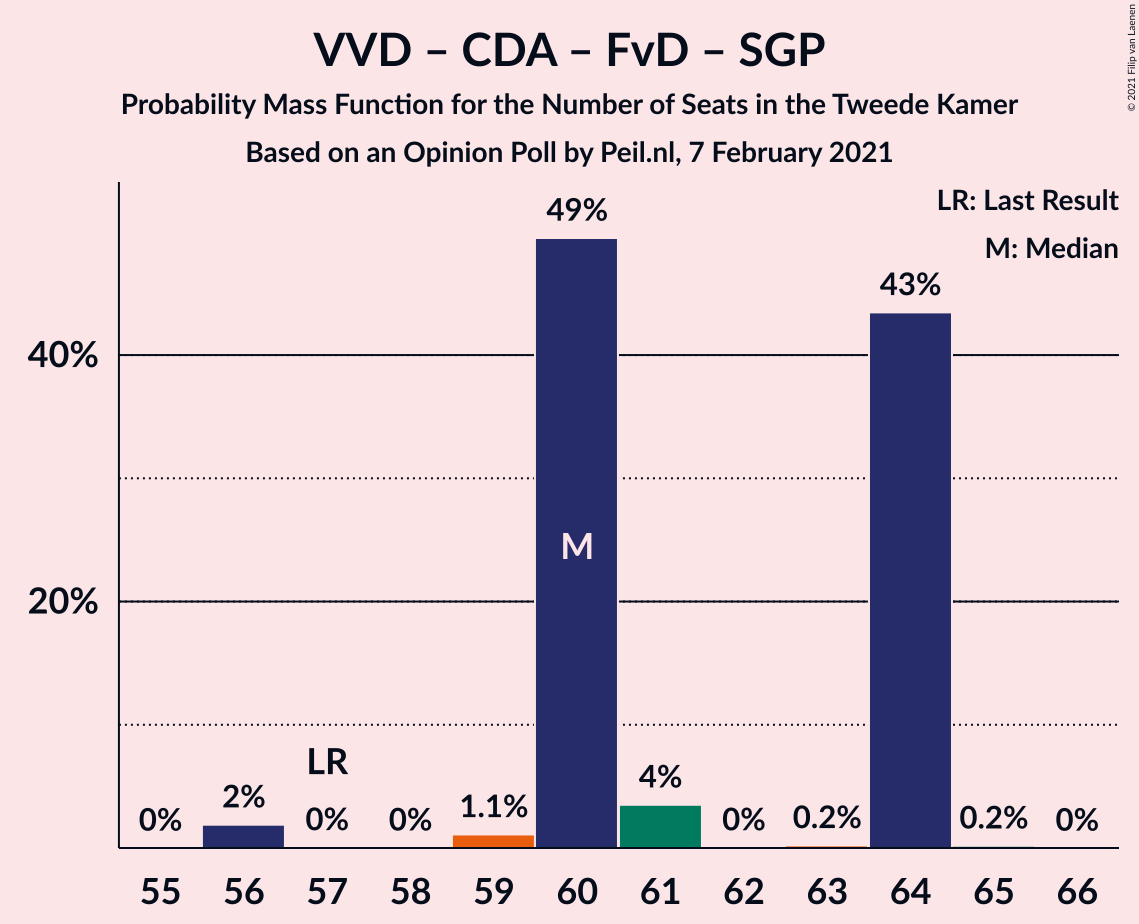 VVD – CDA – FvD – SGP
Probability Mass Function for the Number of Seats in the Tweede Kamer
Based on an Opinion Poll by Peil.nl, 7 February 2021
© 2021 Filip van Laenen
LR: Last Result
M: Median
49%
43%
40%
M
20%
LR
0%
2%
0%
0%
1.1%
4%
0%
0.2%
0.2%
0%
55 56 57 58 59 60 61 62 63 64 65 66